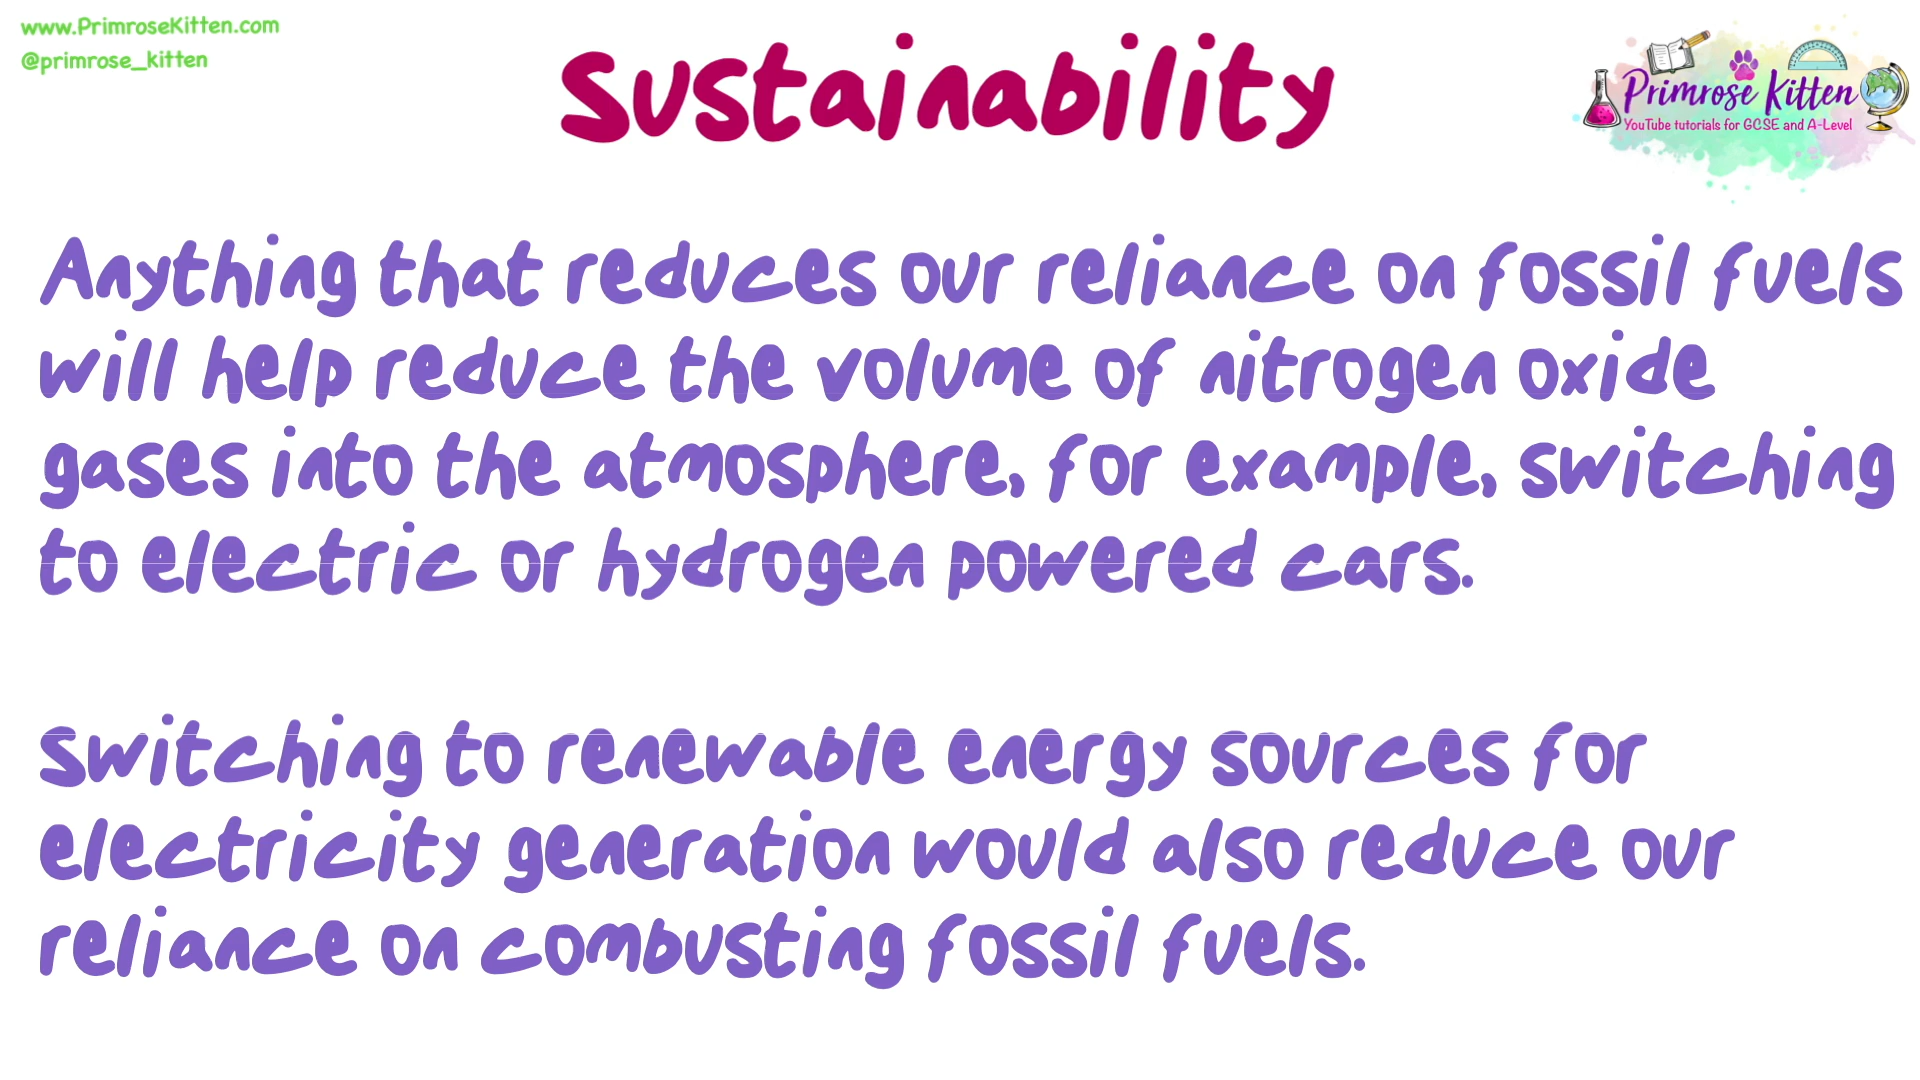 www.PrimroseKitten.com
@primrose_kitten
Sustainability
Primrose Kitten
YouTube tutorials for GCSE and A-Level
Anything that reduces our reliance on fossil fuels
will help reduce the volume of nitrogen oxide
gases into the atmosphere, for example, switching
to electric or hydrogen powered cars.
Switching to renewable energy sources for
electricity generation would also reduce our
reliance on combusting fossil fuels.